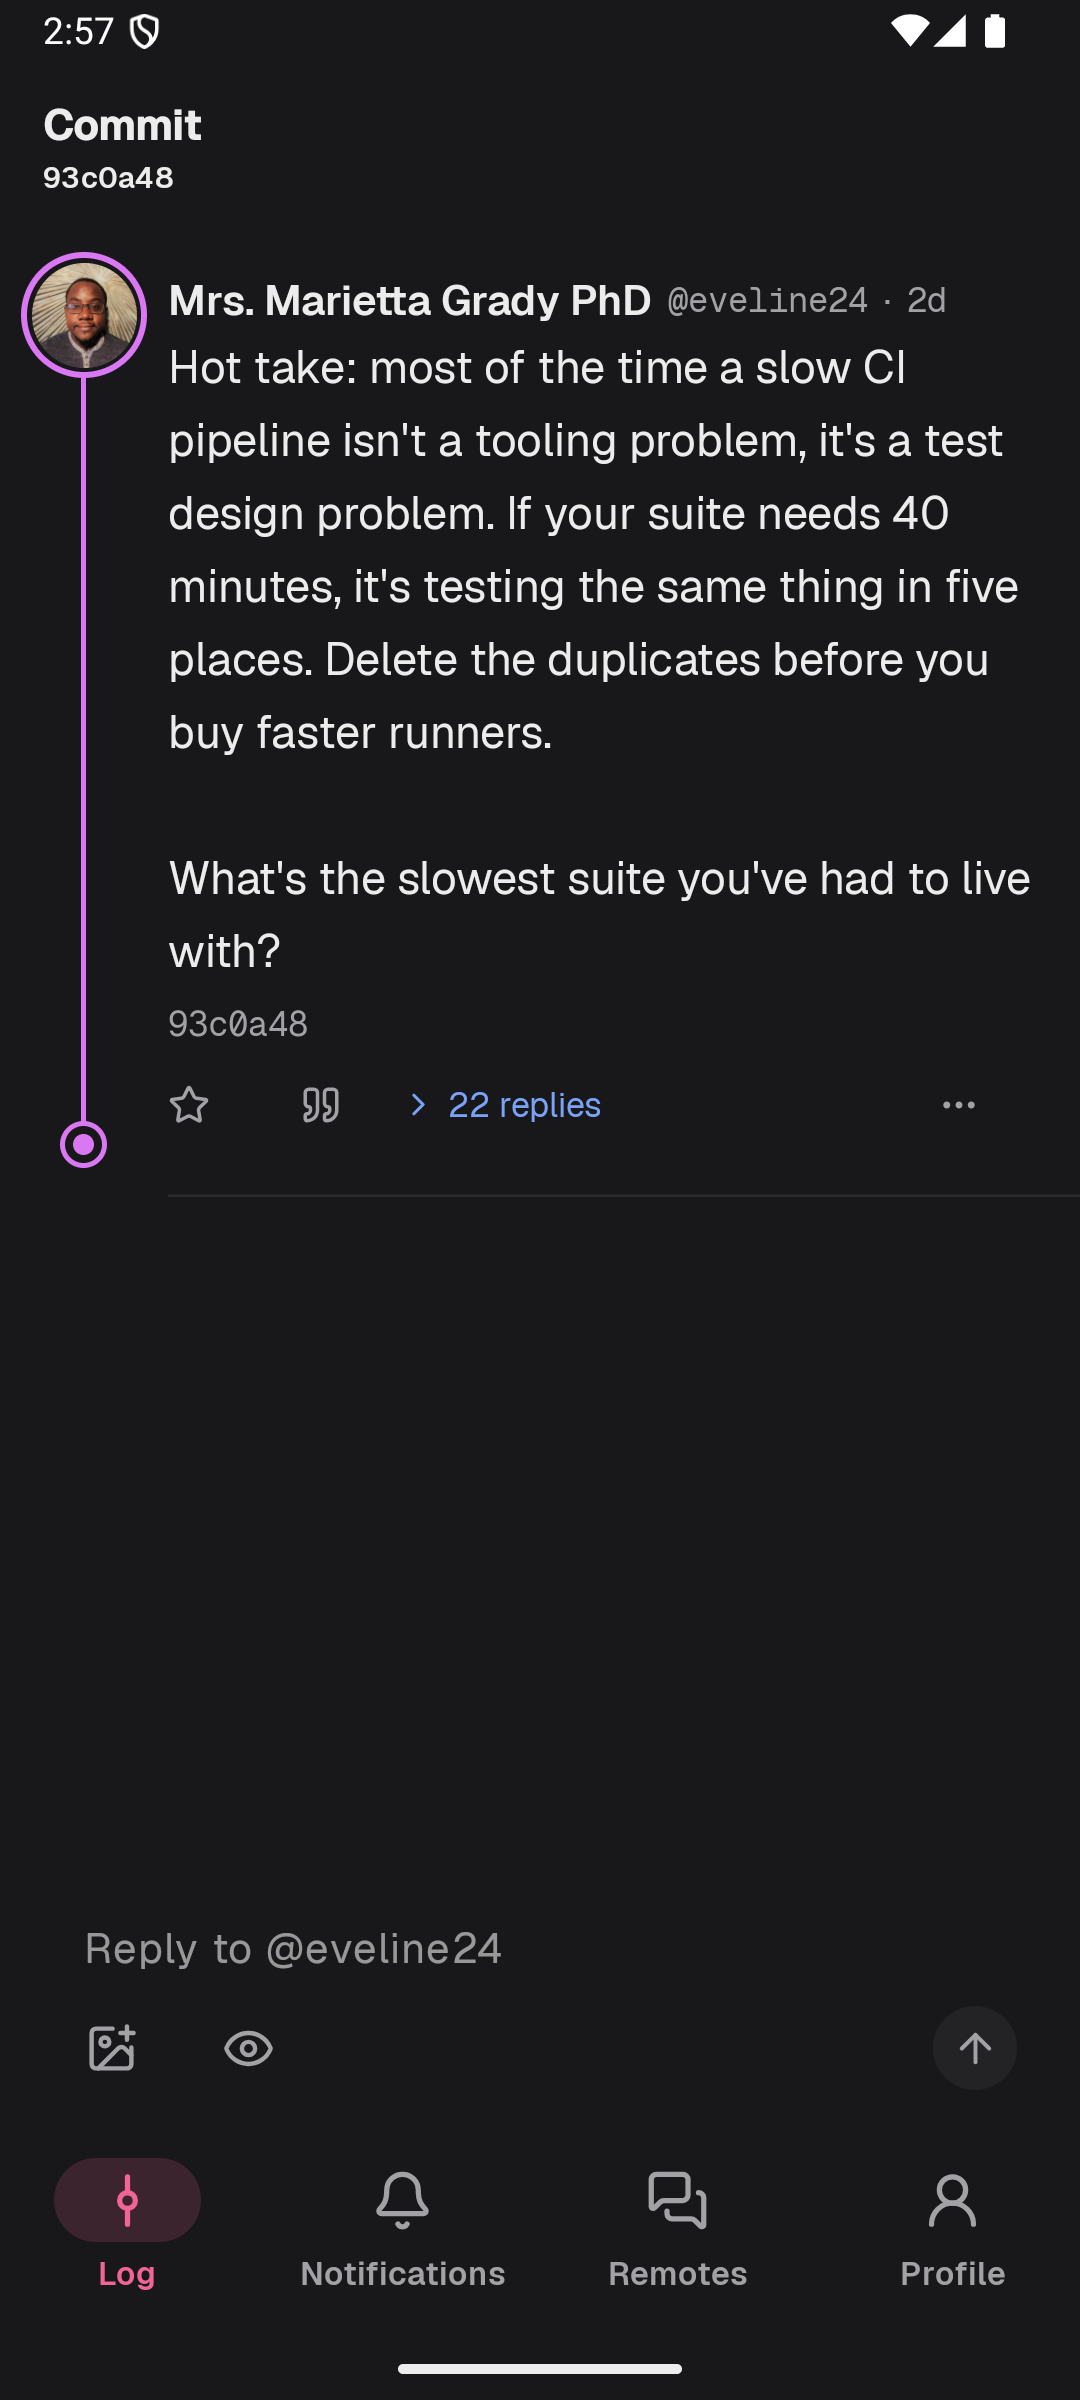 2:57
Commit
93c0a48
Mrs. Marietta Grady PhD @eveline24 · 2d
Hot take: most of the time a slow CI
pipeline isn't a tooling problem, it's a test
design problem. If your suite needs 40
minutes, it's testing the same thing in five
places. Delete the duplicates before you
buy faster runners.
What's the slowest suite you've had to live
with?
93c0a48
22 replies
Reply to @eveline24
Log
Notifications
Remotes
Profile